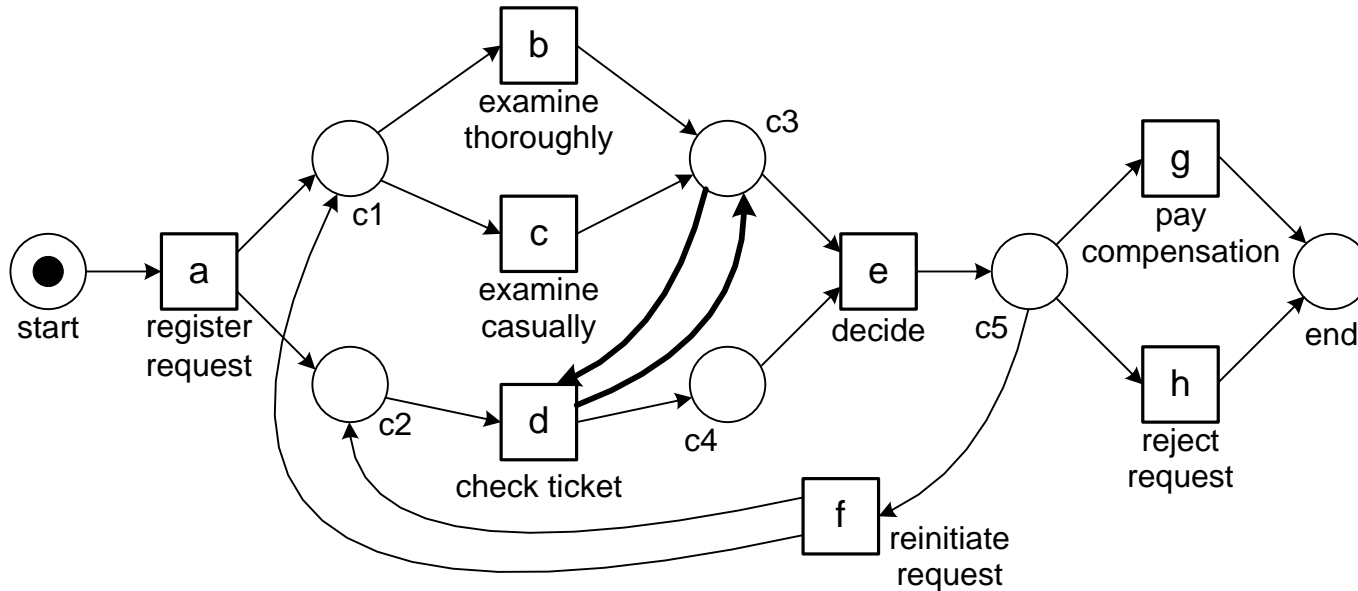 b
examine
thoroughly
c1
c
examine
casually
c3
start
a
register
request
c2
d
check ticket
c4
e
decide
c5
f
reinitiate
request
g
pay
compensation
h
reject
request
end